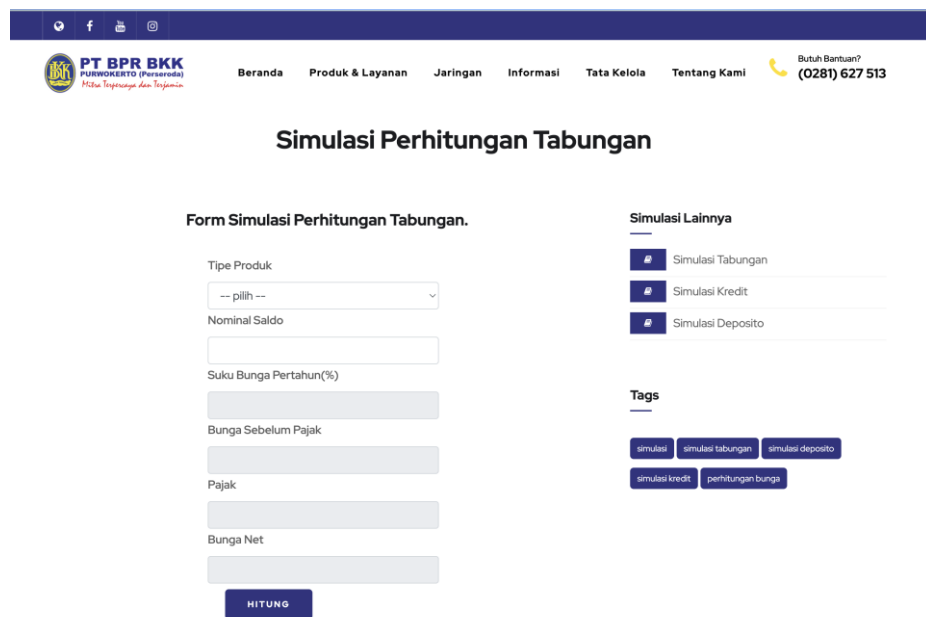 PT BPR BKK
PURWOKERTO (Perseroda)
Mitra Terpercaya dan Terjamin
Beranda Produk & Layanan Jaringan Informasi Tata Kelola Tentang Kami
Butuh Bantuan?
(0281) 627 513
Simulasi Perhitungan Tabungan
Form Simulasi Perhitungan Tabungan.
Tipe Produk
-- pilih --
Nominal Saldo
Suku Bunga Pertahun(%)
Bunga Sebelum Pajak
Pajak
Bunga Net
HITUNG
Simulasi Lainnya
Simulasi Tabungan
Simulasi Kredit
Simulasi Deposito
Tags
simulasi simulasi tabungan simulasi deposito
simulasi kredit perhitungan bunga